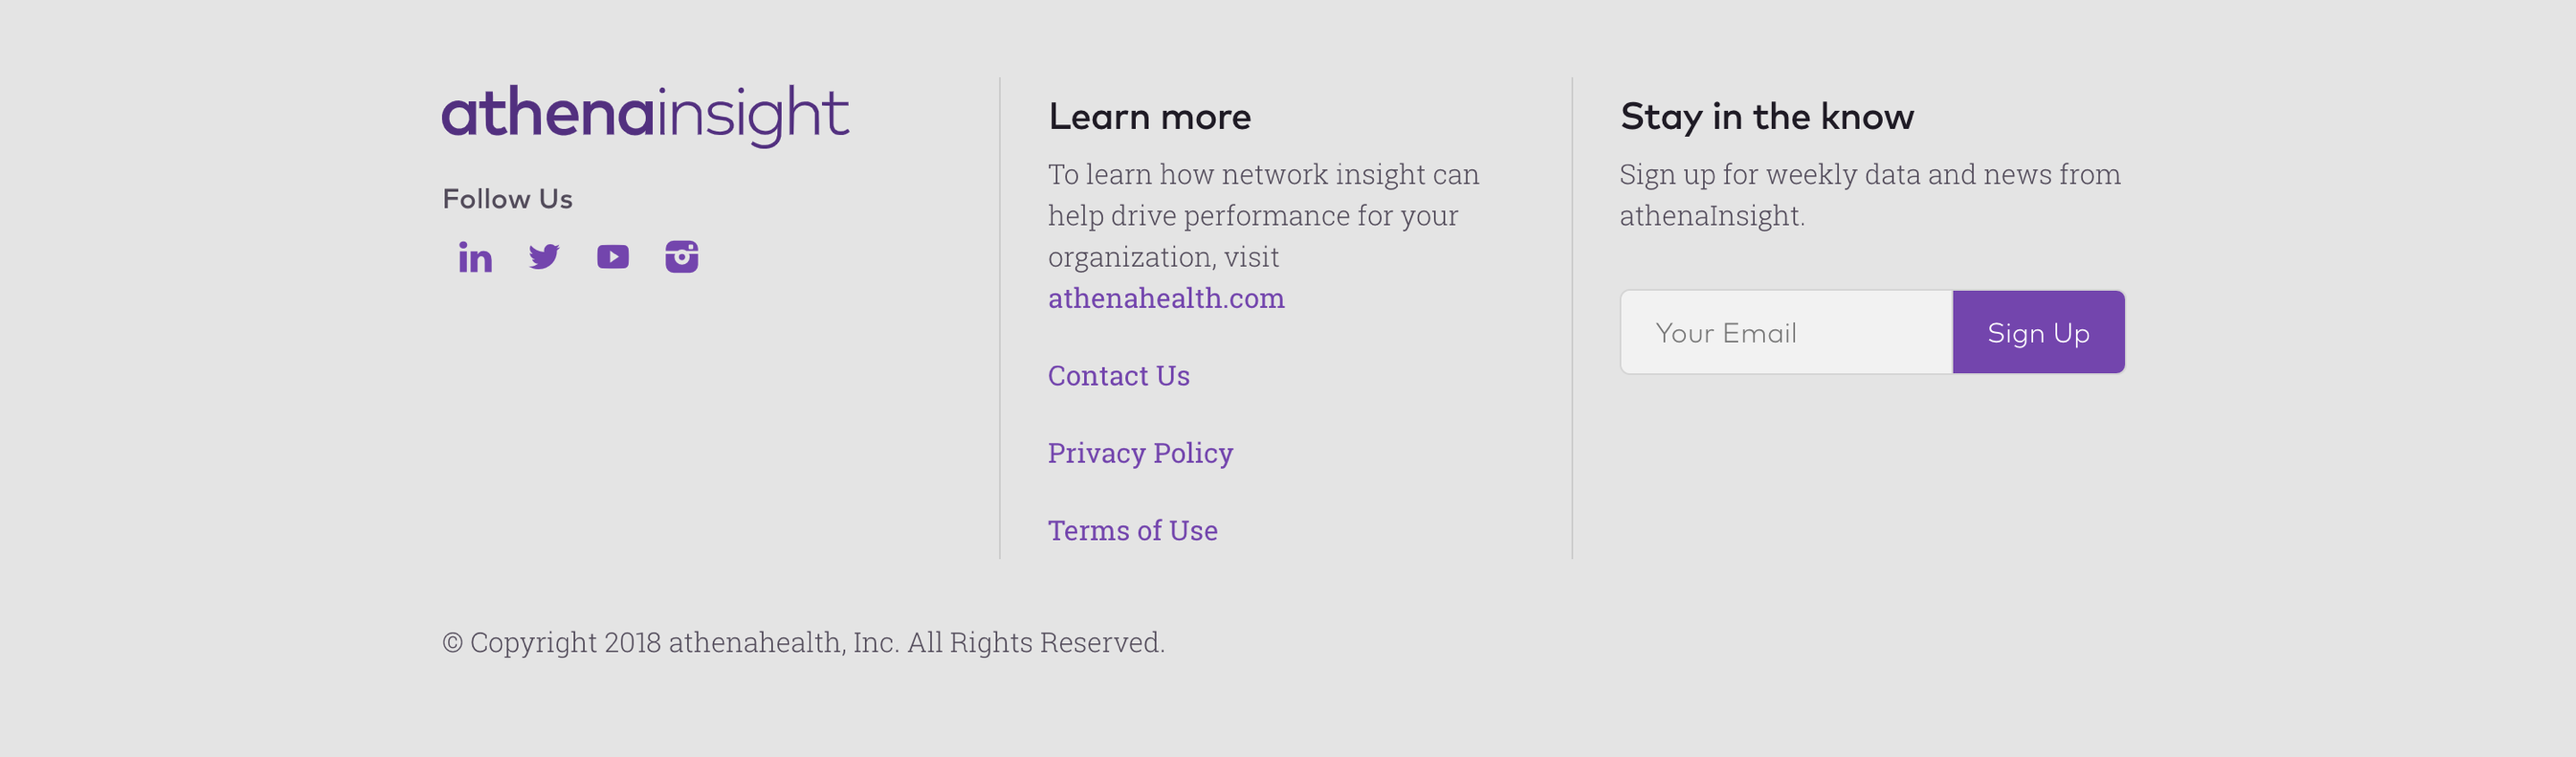 athenainsight
Follow Us
Learn more
To learn how network insight can
help drive performance for your
organization, visit
athenahealth.com
Contact Us
Privacy Policy
Terms of Use
Stay in the know
Sign up for weekly data and news from
athenaInsight.
Your Email
Sign Up
© Copyright 2018 athenahealth, Inc. All Rights Reserved.